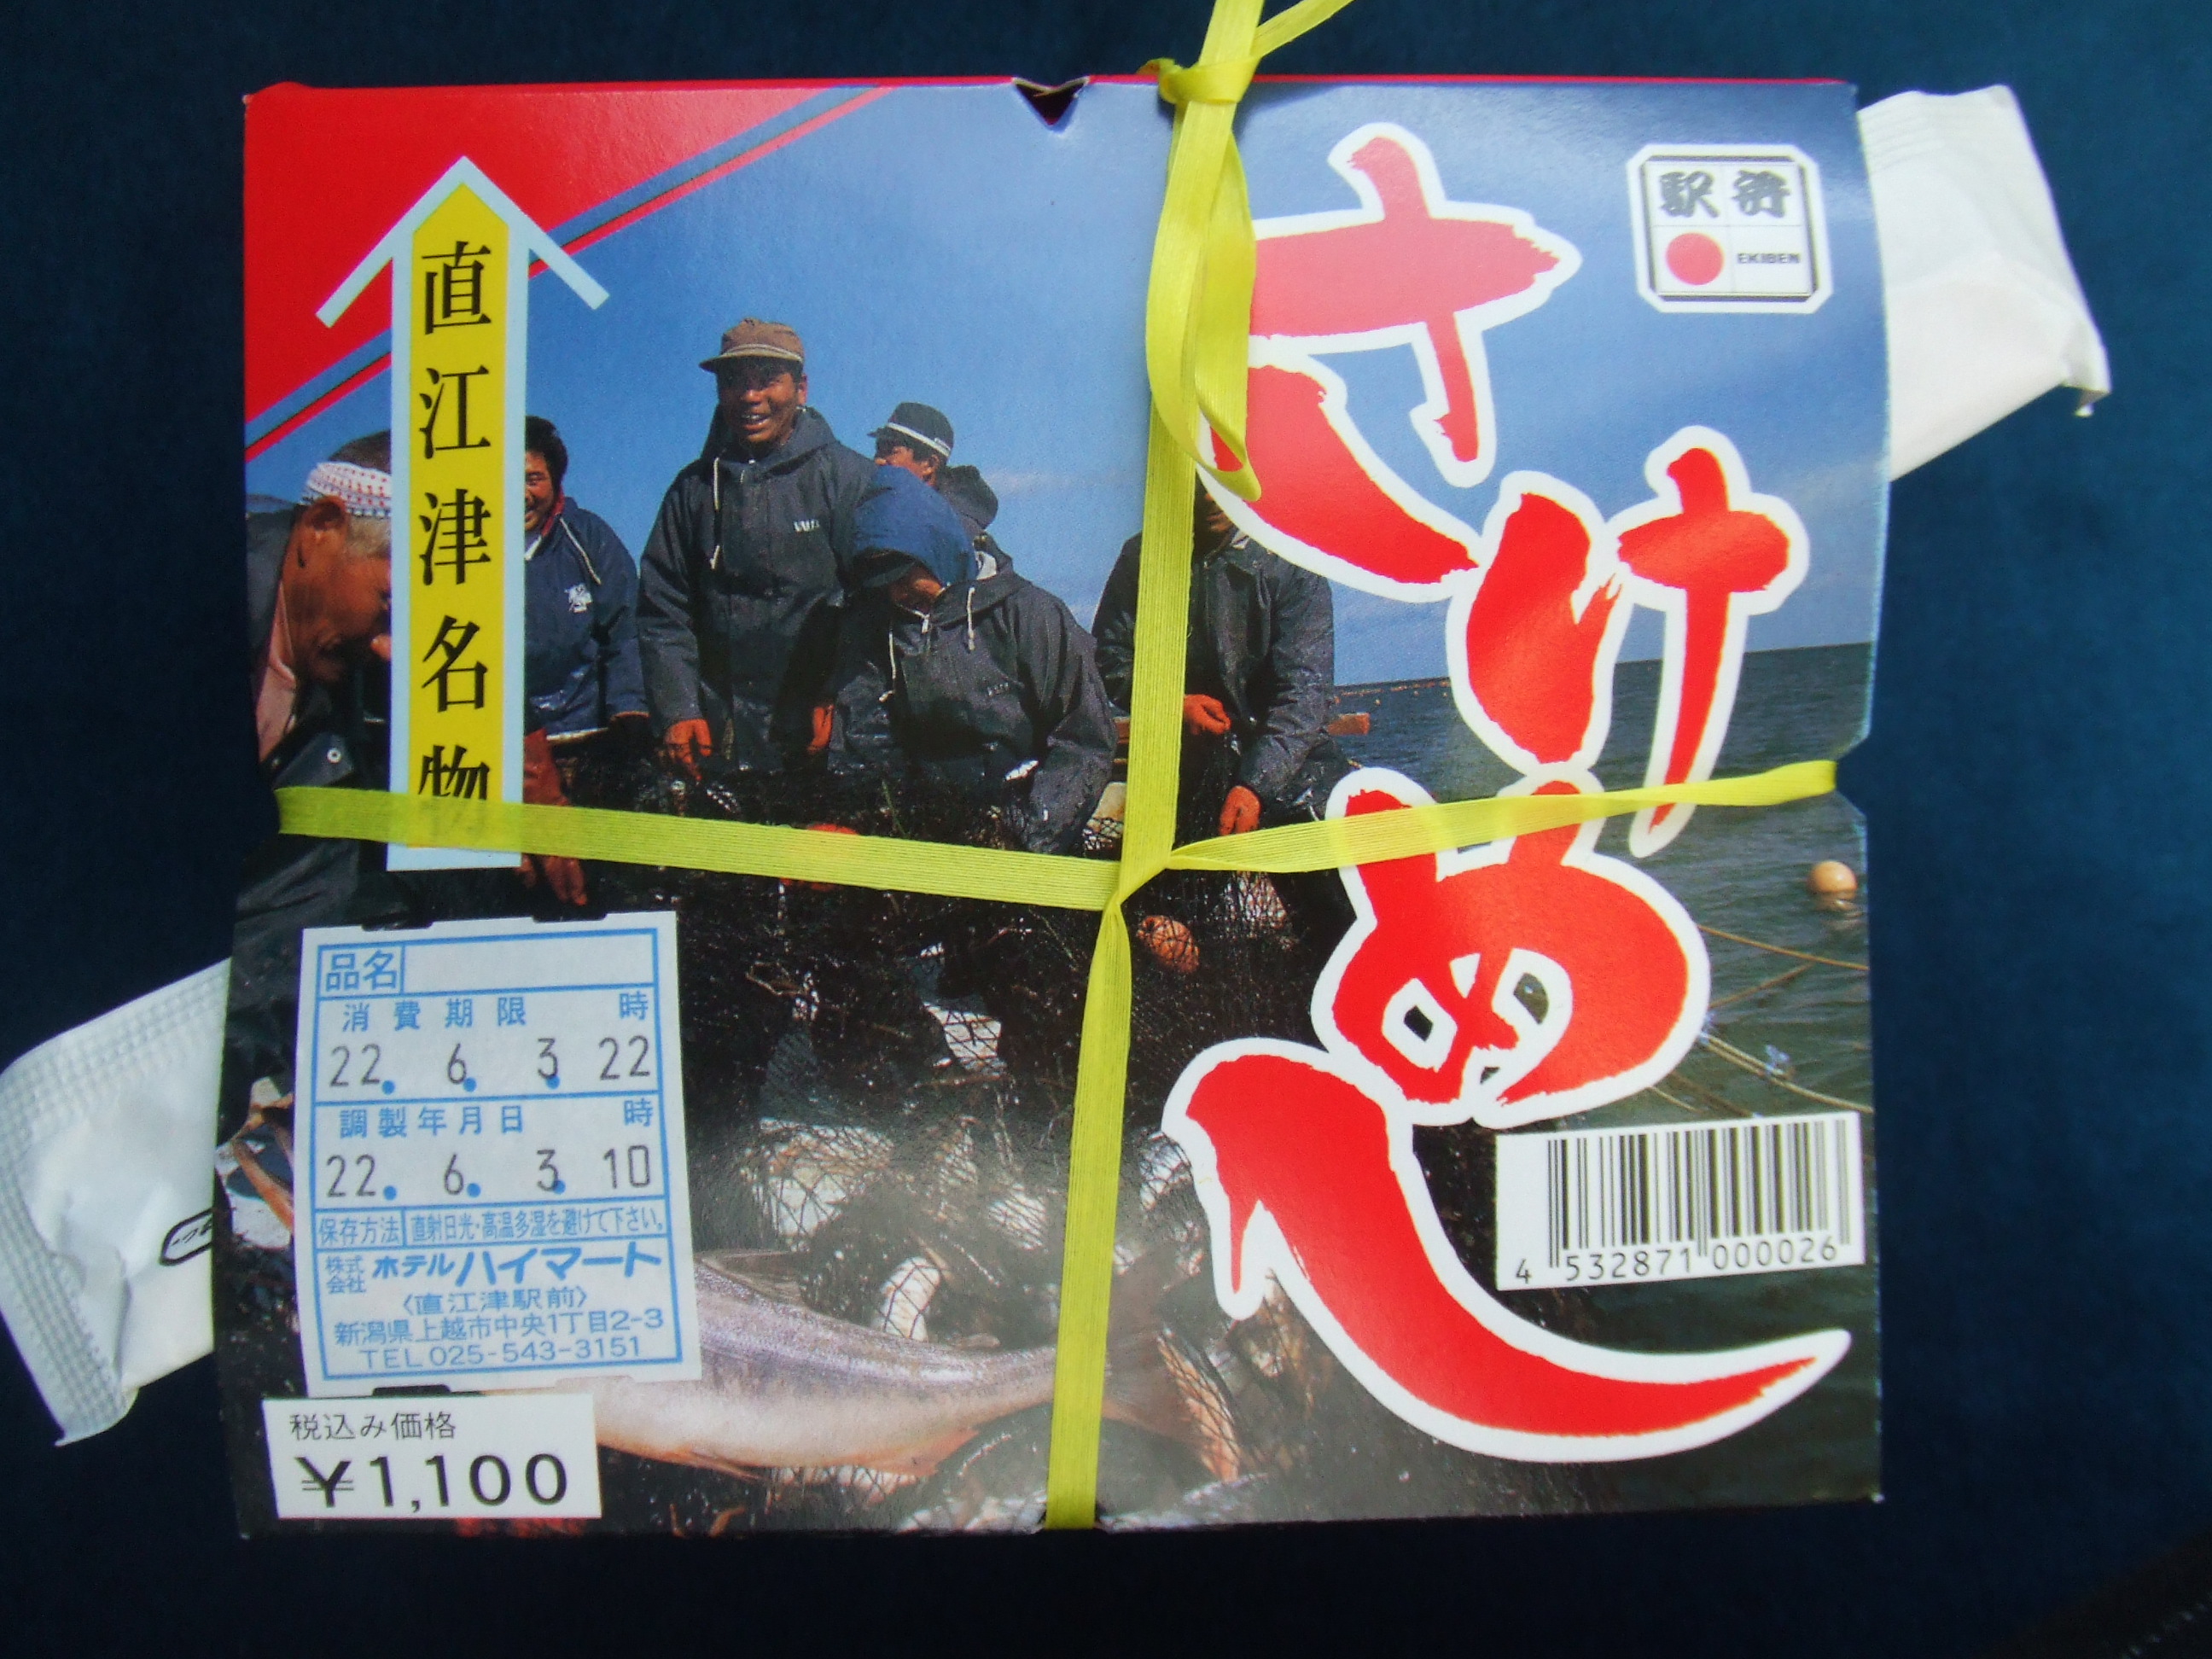 さけめし
駅弁
EKIBEN
直江津名物
品名
消費期限 時
22. 6. 3. 22
調製年月日 時
22. 6. 3. 10
保存方法 直射日光・高温多湿を避けて下さい。
株式会社 ホテルハイマート
〈直江津駅前〉
新潟県上越市中央1丁目2-3
TEL 025-543-3151
税込み価格
¥1,100
4 532871 000026